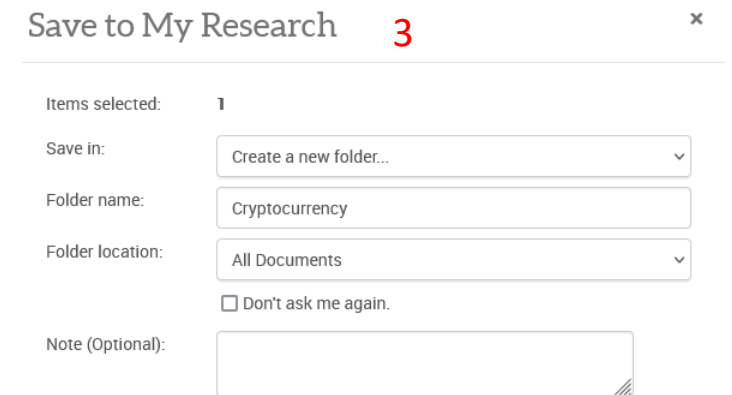 Save to My Research 3 ×
Items selected: 1
Save in: Create a new folder...
Folder name: Cryptocurrency
Folder location: All Documents
Don't ask me again.
Note (Optional):